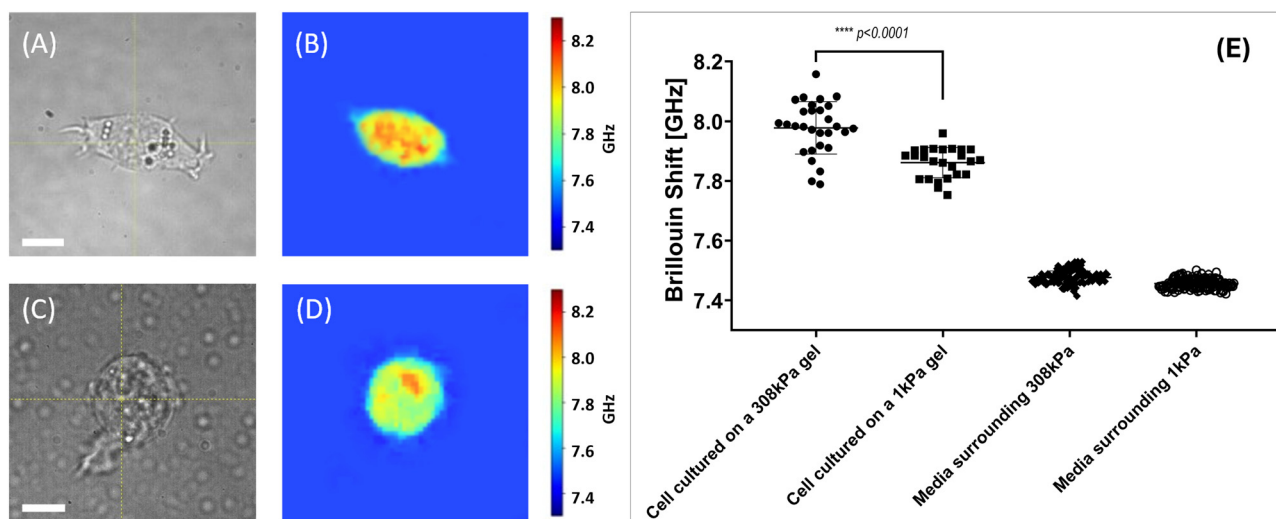 (A)
(B)
8.2
8.0
7.8
7.6
7.4
GHz
(C)
(D)
8.2
8.0
7.8
7.6
7.4
GHz
(E)
**** p<0.0001
Brillouin Shift [GHz]
8.2
8.0
7.8
7.6
7.4
Cell cultured on a 308kPa gel
Cell cultured on a 1kPa gel
Media surrounding 308kPa
Media surrounding 1kPa